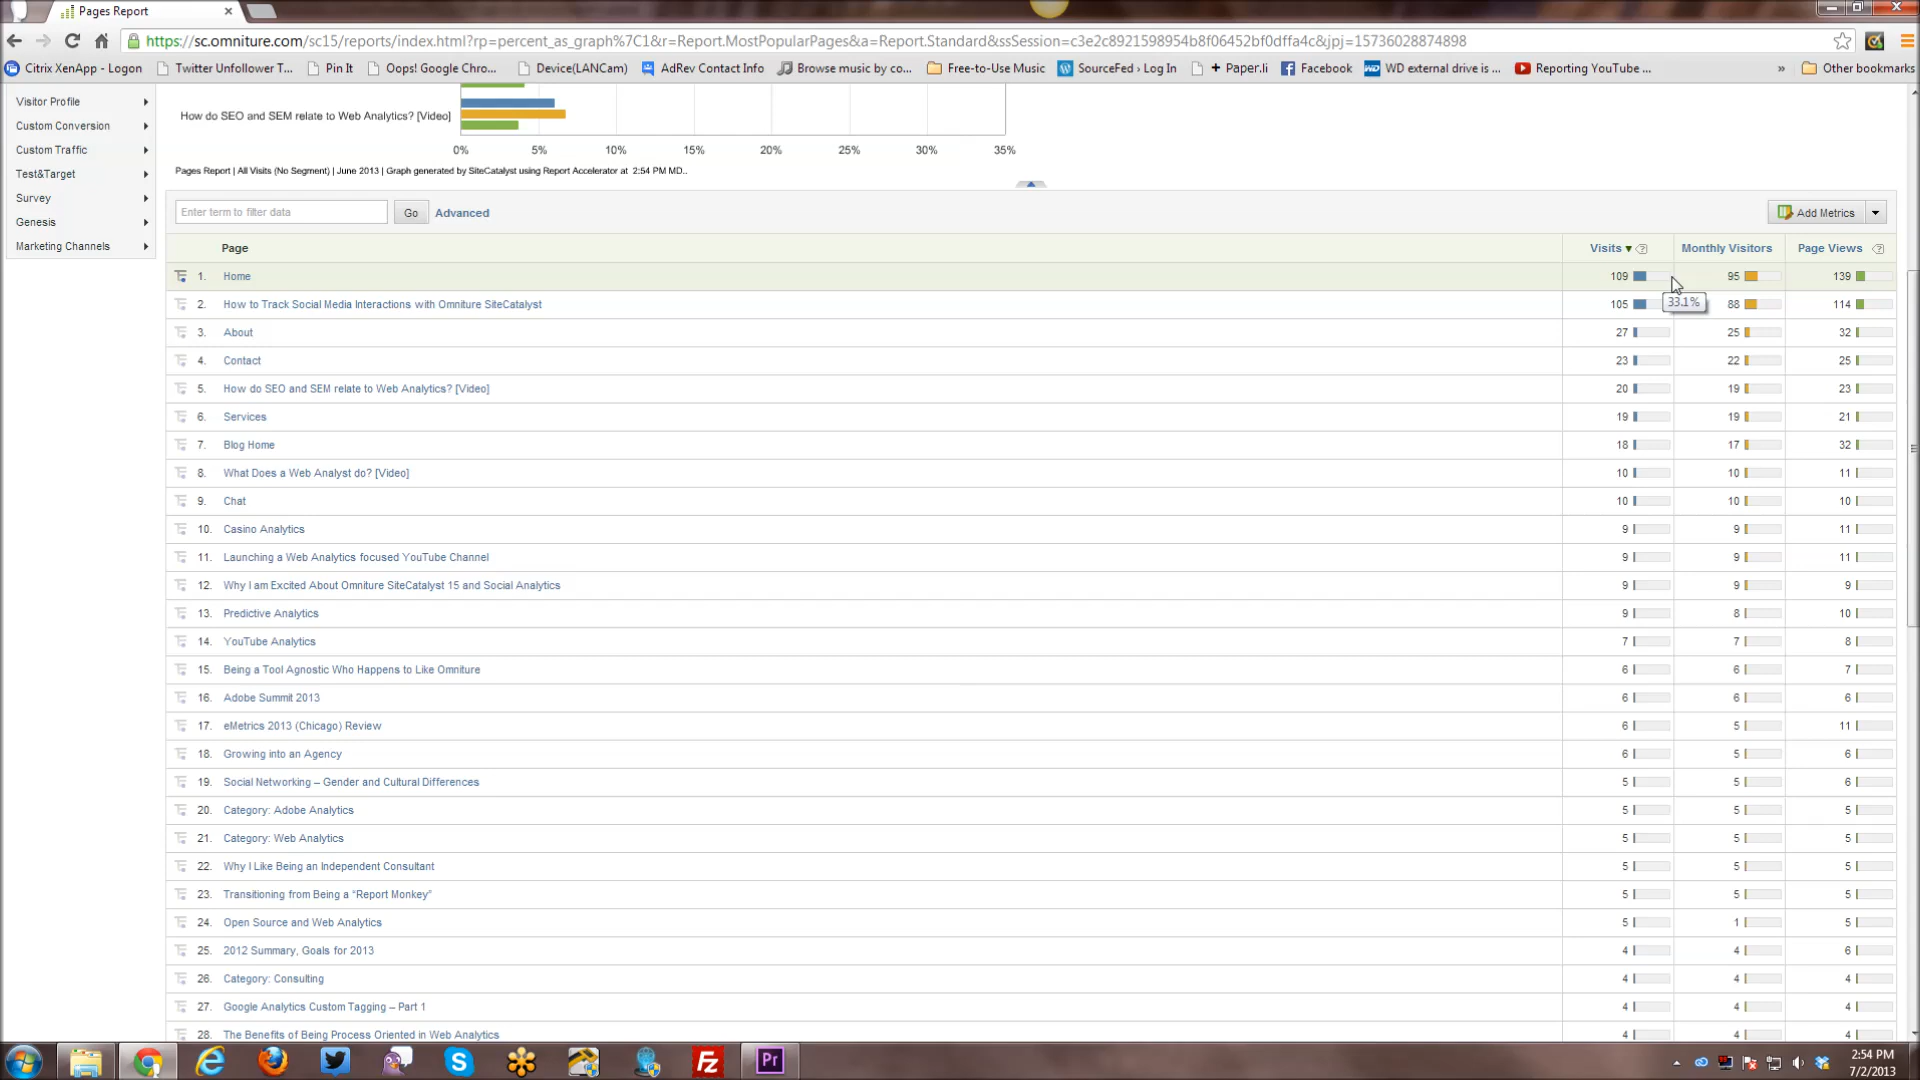 Pages Report
https://sc.omniture.com/sc15/reports/index.html?rp=percent_as_graph%7C1&r=Report.MostPopularPages&a=Report.Standard&ssSession=c3e2c8921598954b8f06452bf0dffa4c&jpj=15736028874898
Citrix XenApp - Logon Twitter Unfollower T... Pin It Oops! Google Chro... Device(LANCam) AdRev Contact Info Browse music by co... Free-to-Use Music SourceFed › Log In + Paper.li Facebook WD WD external drive is ... Reporting YouTube ... » Other bookmarks
Visitor Profile
Custom Conversion
Custom Traffic
Test&Target
Survey
Genesis
Marketing Channels
How do SEO and SEM relate to Web Analytics? [Video]
0% 5% 10% 15% 20% 25% 30% 35%
Pages Report | All Visits (No Segment) | June 2013 | Graph generated by SiteCatalyst using Report Accelerator at 2:54 PM MD..
Enter term to filter data Go Advanced Add Metrics
Page Visits Monthly Visitors Page Views
1. Home 109 95 139
33.1%
2. How to Track Social Media Interactions with Omniture SiteCatalyst 105 88 114
3. About 27 25 32
4. Contact 23 22 25
5. How do SEO and SEM relate to Web Analytics? [Video] 20 19 23
6. Services 19 19 21
7. Blog Home 18 17 32
8. What Does a Web Analyst do? [Video] 10 10 11
9. Chat 10 10 10
10. Casino Analytics 9 9 11
11. Launching a Web Analytics focused YouTube Channel 9 9 11
12. Why I am Excited About Omniture SiteCatalyst 15 and Social Analytics 9 9 9
13. Predictive Analytics 9 8 10
14. YouTube Analytics 7 7 8
15. Being a Tool Agnostic Who Happens to Like Omniture 6 6 7
16. Adobe Summit 2013 6 6 6
17. eMetrics 2013 (Chicago) Review 6 5 11
18. Growing into an Agency 6 5 6
19. Social Networking – Gender and Cultural Differences 5 5 6
20. Category: Adobe Analytics 5 5 5
21. Category: Web Analytics 5 5 5
22. Why I Like Being an Independent Consultant 5 5 5
23. Transitioning from Being a "Report Monkey" 5 5 5
24. Open Source and Web Analytics 5 1 5
25. 2012 Summary, Goals for 2013 4 4 6
26. Category: Consulting 4 4 4
27. Google Analytics Custom Tagging – Part 1 4 4 4
28. The Benefits of Being Process Oriented in Web Analytics 4 4 4
Fz Pr
2:54 PM
7/2/2013